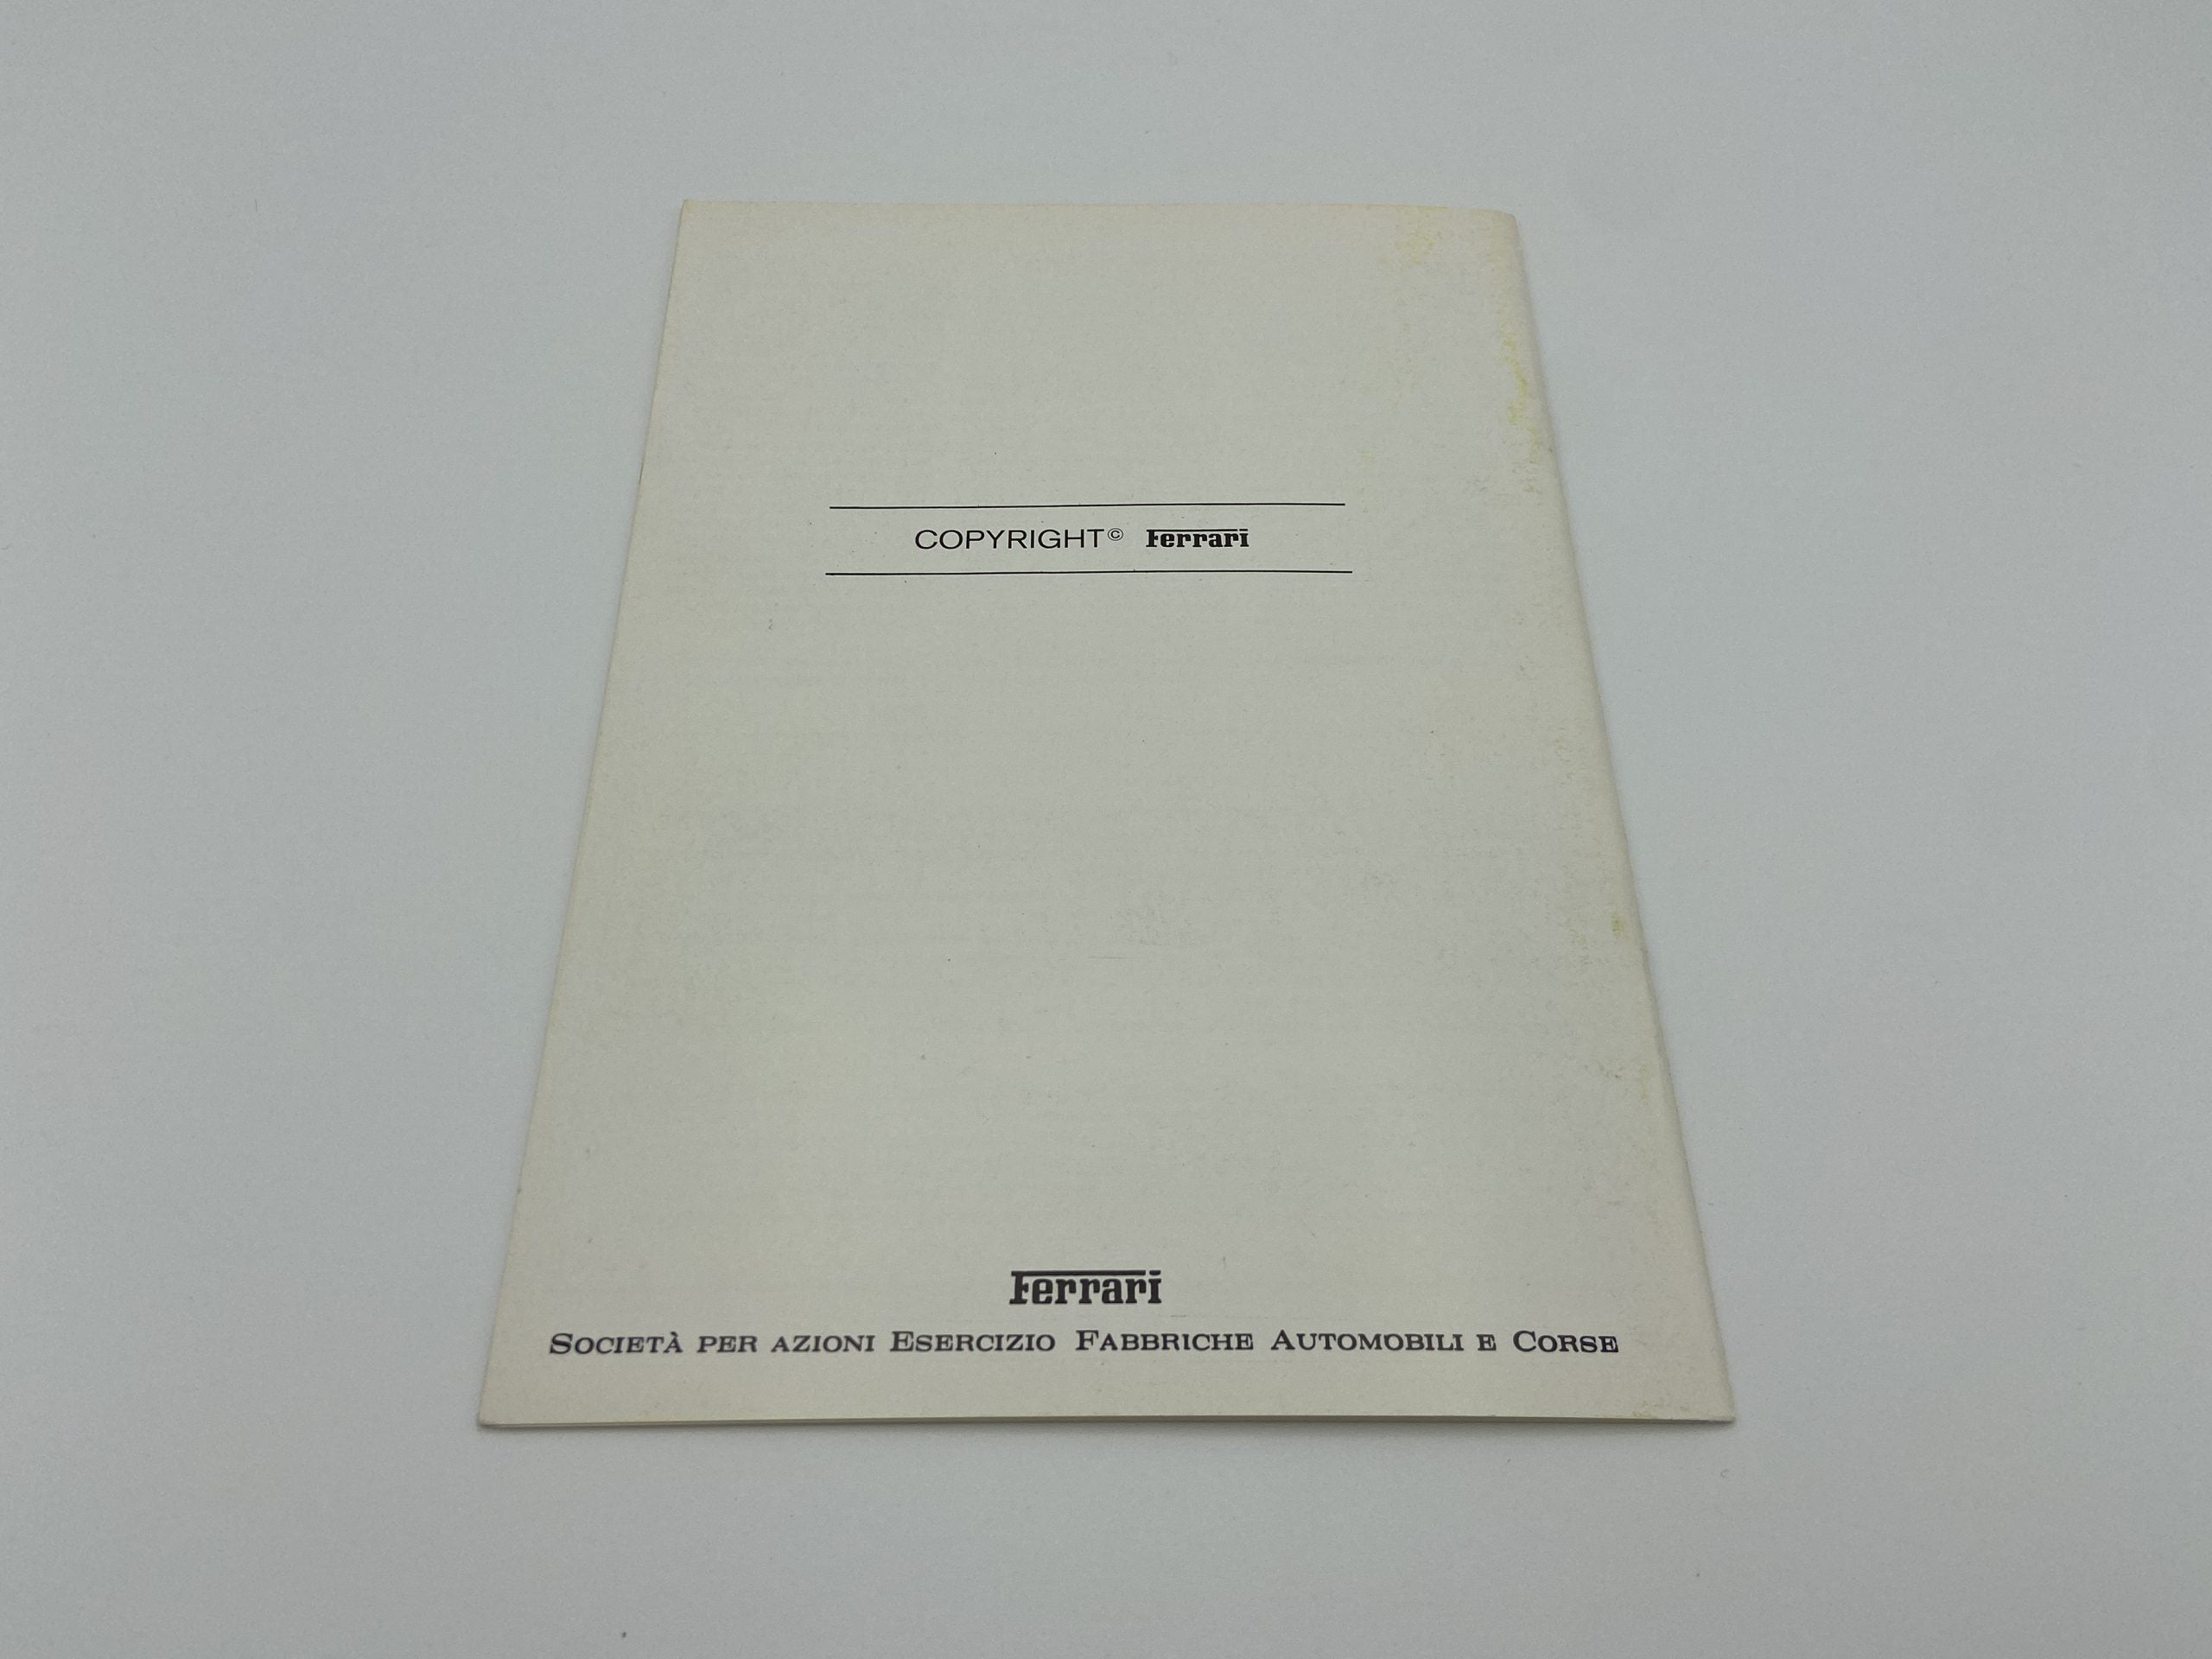 COPYRIGHT© Ferrari
Ferrari
SOCIETÀ PER AZIONI ESERCIZIO FABBRICHE AUTOMOBILI E CORSE